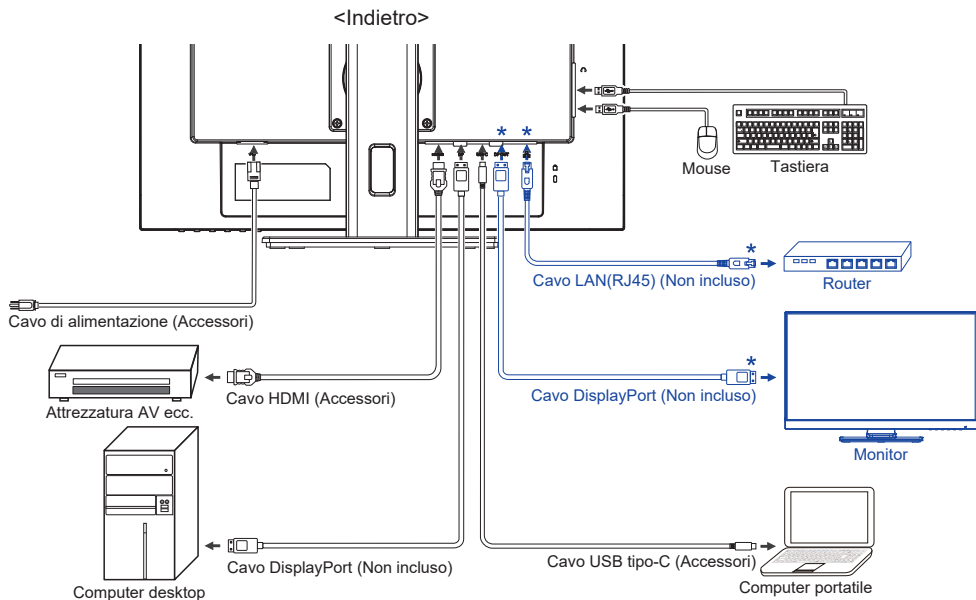 <Indietro>
*
*
Mouse
Tastiera
*
Cavo LAN(RJ45) (Non incluso)
Router
Cavo di alimentazione (Accessori)
*
Cavo HDMI (Accessori)
Cavo DisplayPort (Non incluso)
Attrezzatura AV ecc.
Monitor
Cavo DisplayPort (Non incluso)
Cavo USB tipo-C (Accessori)
Computer desktop
Computer portatile